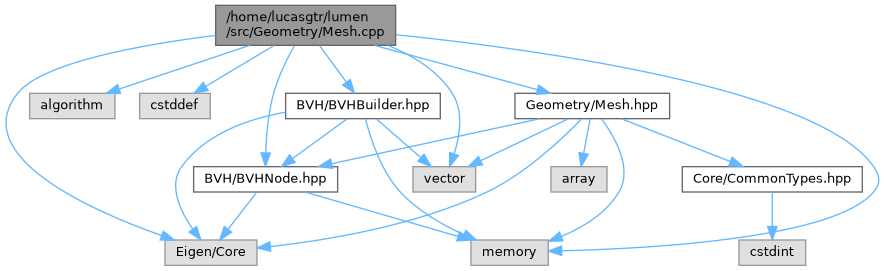 /home/lucasgtr/lumen
/src/Geometry/Mesh.cpp
algorithm
cstddef
BVH/BVHBuilder.hpp
Geometry/Mesh.hpp
BVH/BVHNode.hpp
vector
array
Core/CommonTypes.hpp
Eigen/Core
memory
cstdint